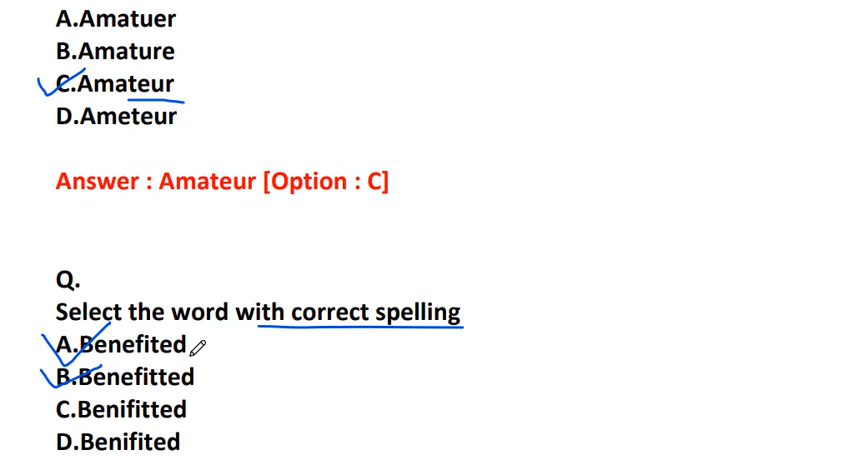 A.Amatuer
B.Amature
C.Amateur
D.Ameteur
Answer : Amateur [Option : C]
Q.
Select the word with correct spelling
A.Benefited
B.Benefitted
C.Benifitted
D.Benifited